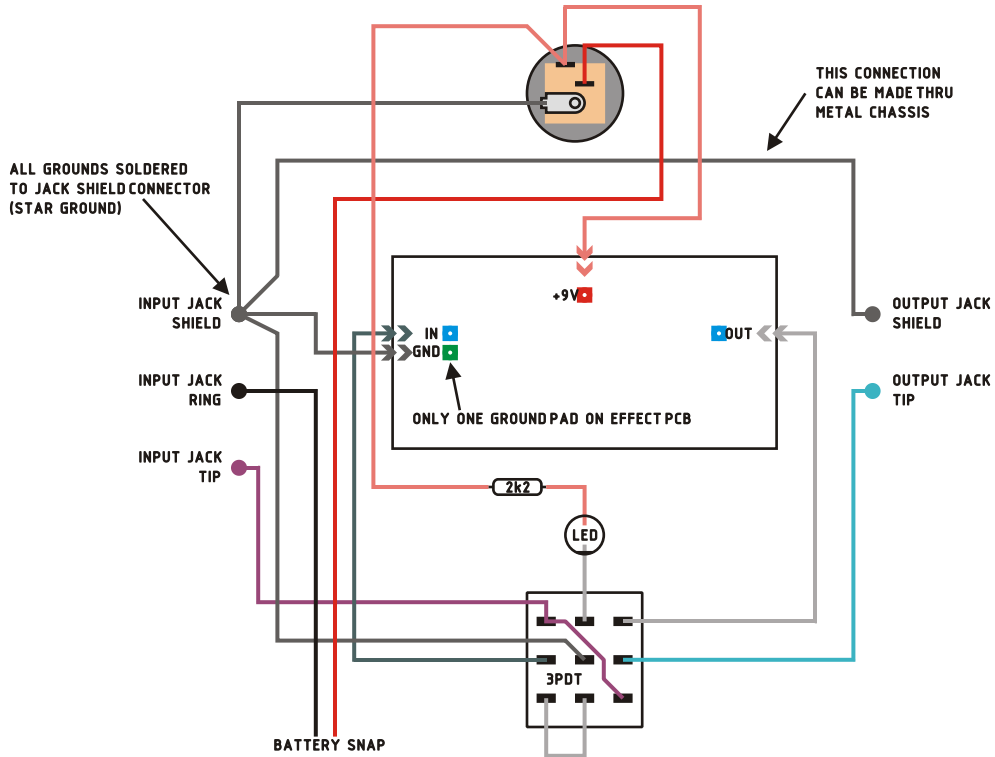 THIS CONNECTION
CAN BE MADE THRU
METAL CHASSIS
ALL GROUNDS SOLDERED
TO JACK SHIELD CONNECTOR
(STAR GROUND)
+9V
INPUT JACK
SHIELD
OUTPUT JACK
SHIELD
IN
OUT
GND
INPUT JACK
RING
OUTPUT JACK
TIP
ONLY ONE GROUND PAD ON EFFECT PCB
INPUT JACK
TIP
2k2
LED
3PDT
BATTERY SNAP